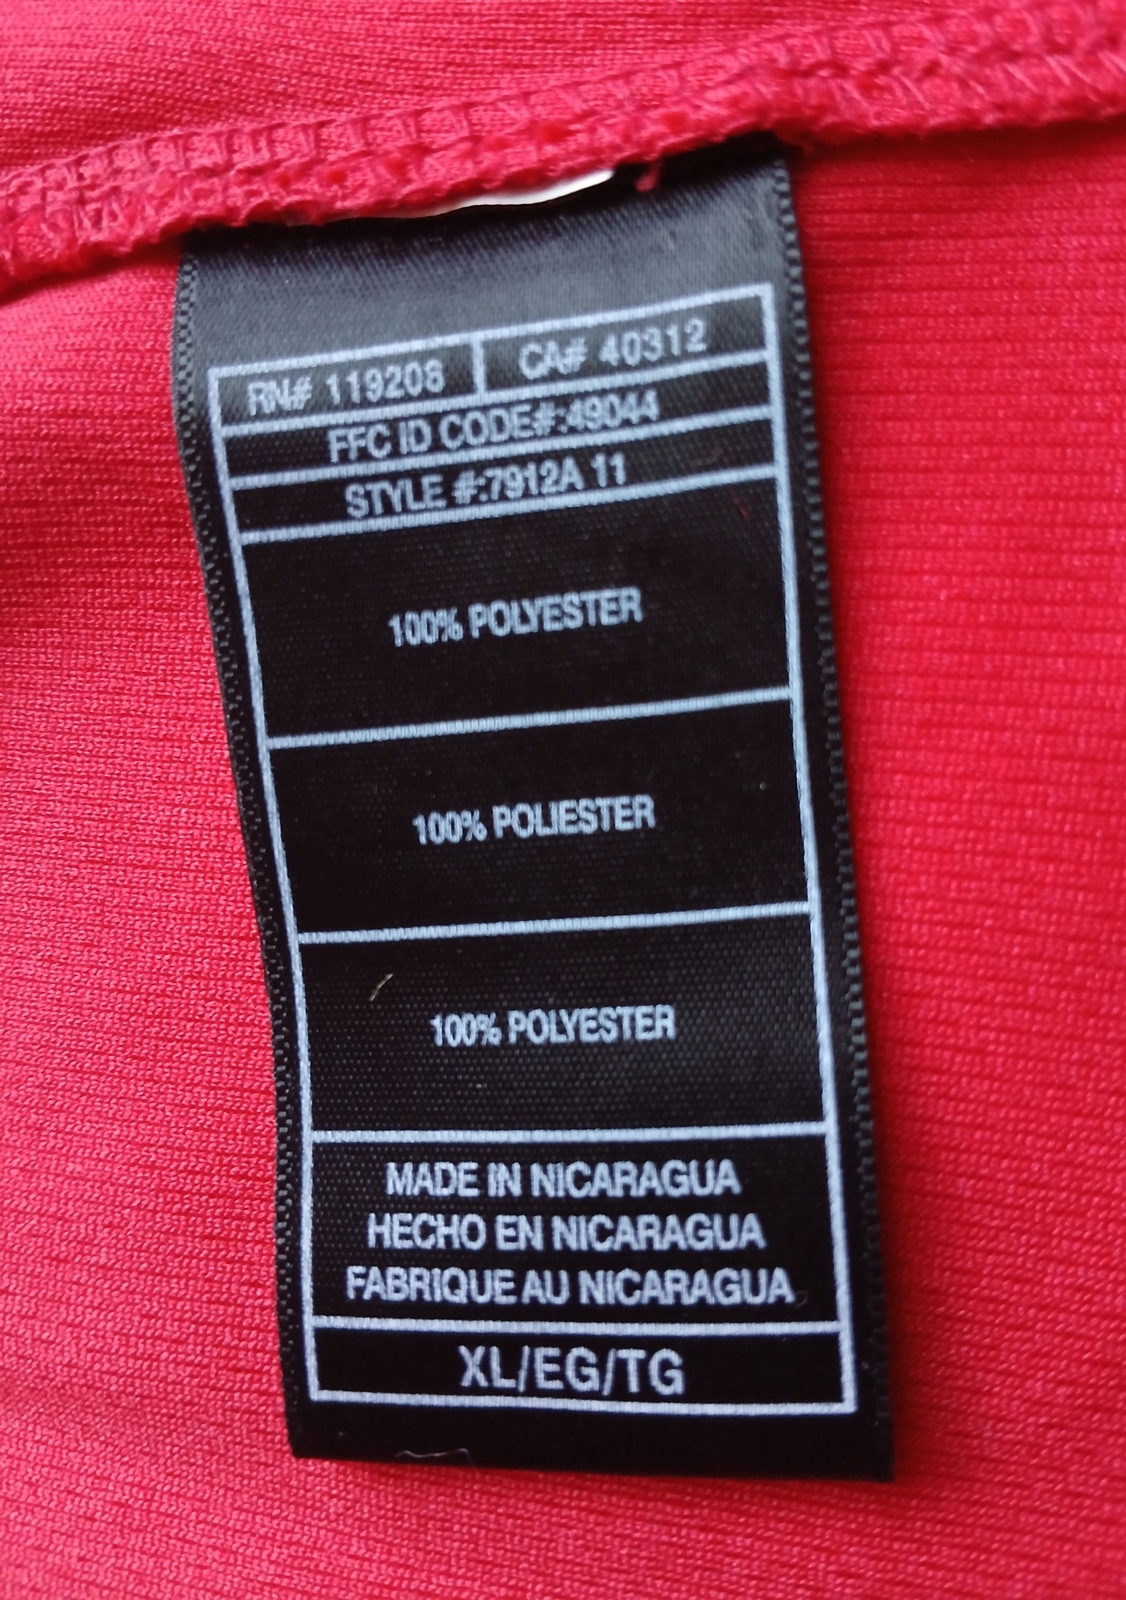 RN# 119208 CA# 40312
FFC ID CODE#:49044
STYLE #:7912A 11
100% POLYESTER
100% POLIESTER
100% POLYESTER
MADE IN NICARAGUA
HECHO EN NICARAGUA
FABRIQUE AU NICARAGUA
XL/EG/TG